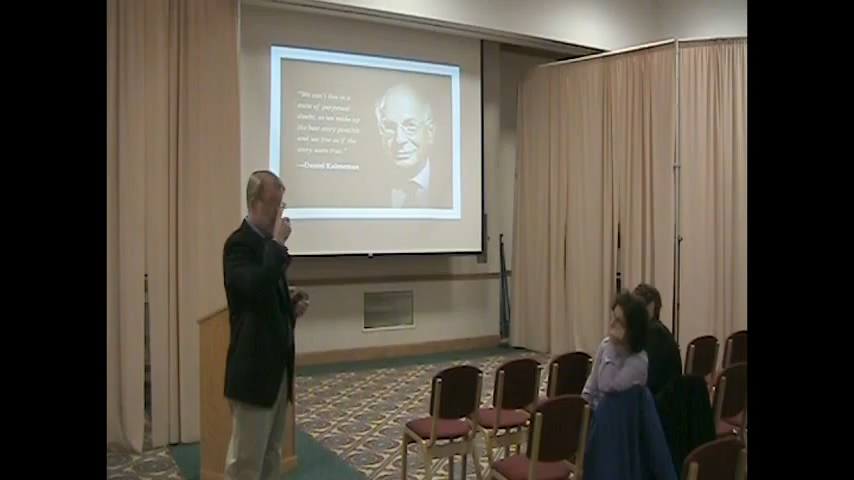 "We can't live in a
state of perpetual
doubt, so we make up
the best story possible
and we live as if the
story were true."
—Daniel Kahneman